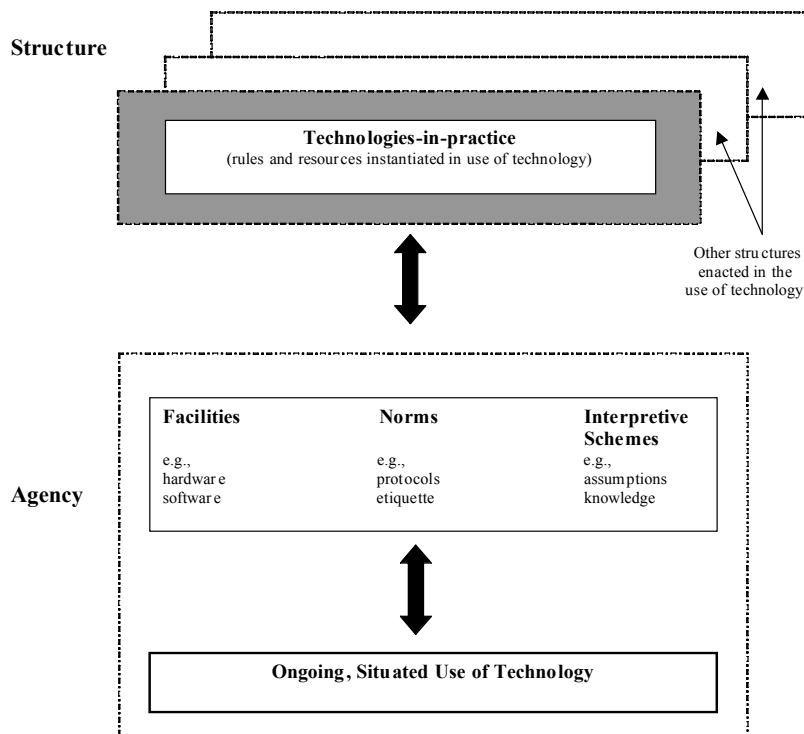 Structure
Technologies-in-practice
(rules and resources instantiated in use of technology)
Other structures
enacted in the
use of technology
Agency
Facilities
e.g.,
hardware
software
Norms
e.g.,
protocols
etiquette
Interpretive
Schemes
e.g.,
assumptions
knowledge
Ongoing, Situated Use of Technology